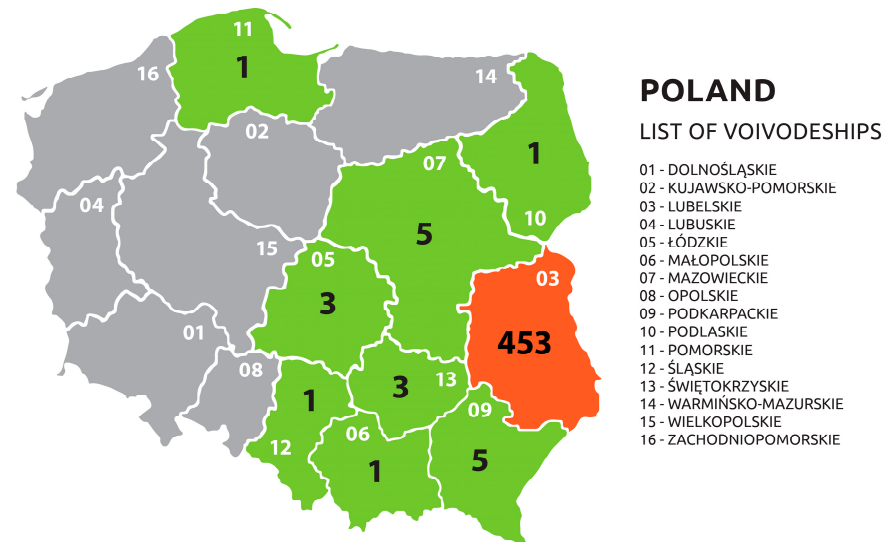 11
1
16
14
02
07
1
04
10
5
15
05
03
3
01
453
08
1
3
13
09
06
12
1
5
POLAND
LIST OF VOIVODESHIPS
01 - DOLNOŚLĄSKIE
02 - KUJAWSKO-POMORSKIE
03 - LUBELSKIE
04 - LUBUSKIE
05 - ŁÓDZKIE
06 - MAŁOPOLSKIE
07 - MAZOWIECKIE
08 - OPOLSKIE
09 - PODKARPACKIE
10 - PODLASKIE
11 - POMORSKIE
12 - ŚLĄSKIE
13 - ŚWIĘTOKRZYSKIE
14 - WARMIŃSKO-MAZURSKIE
15 - WIELKOPOLSKIE
16 - ZACHODNIOPOMORSKIE